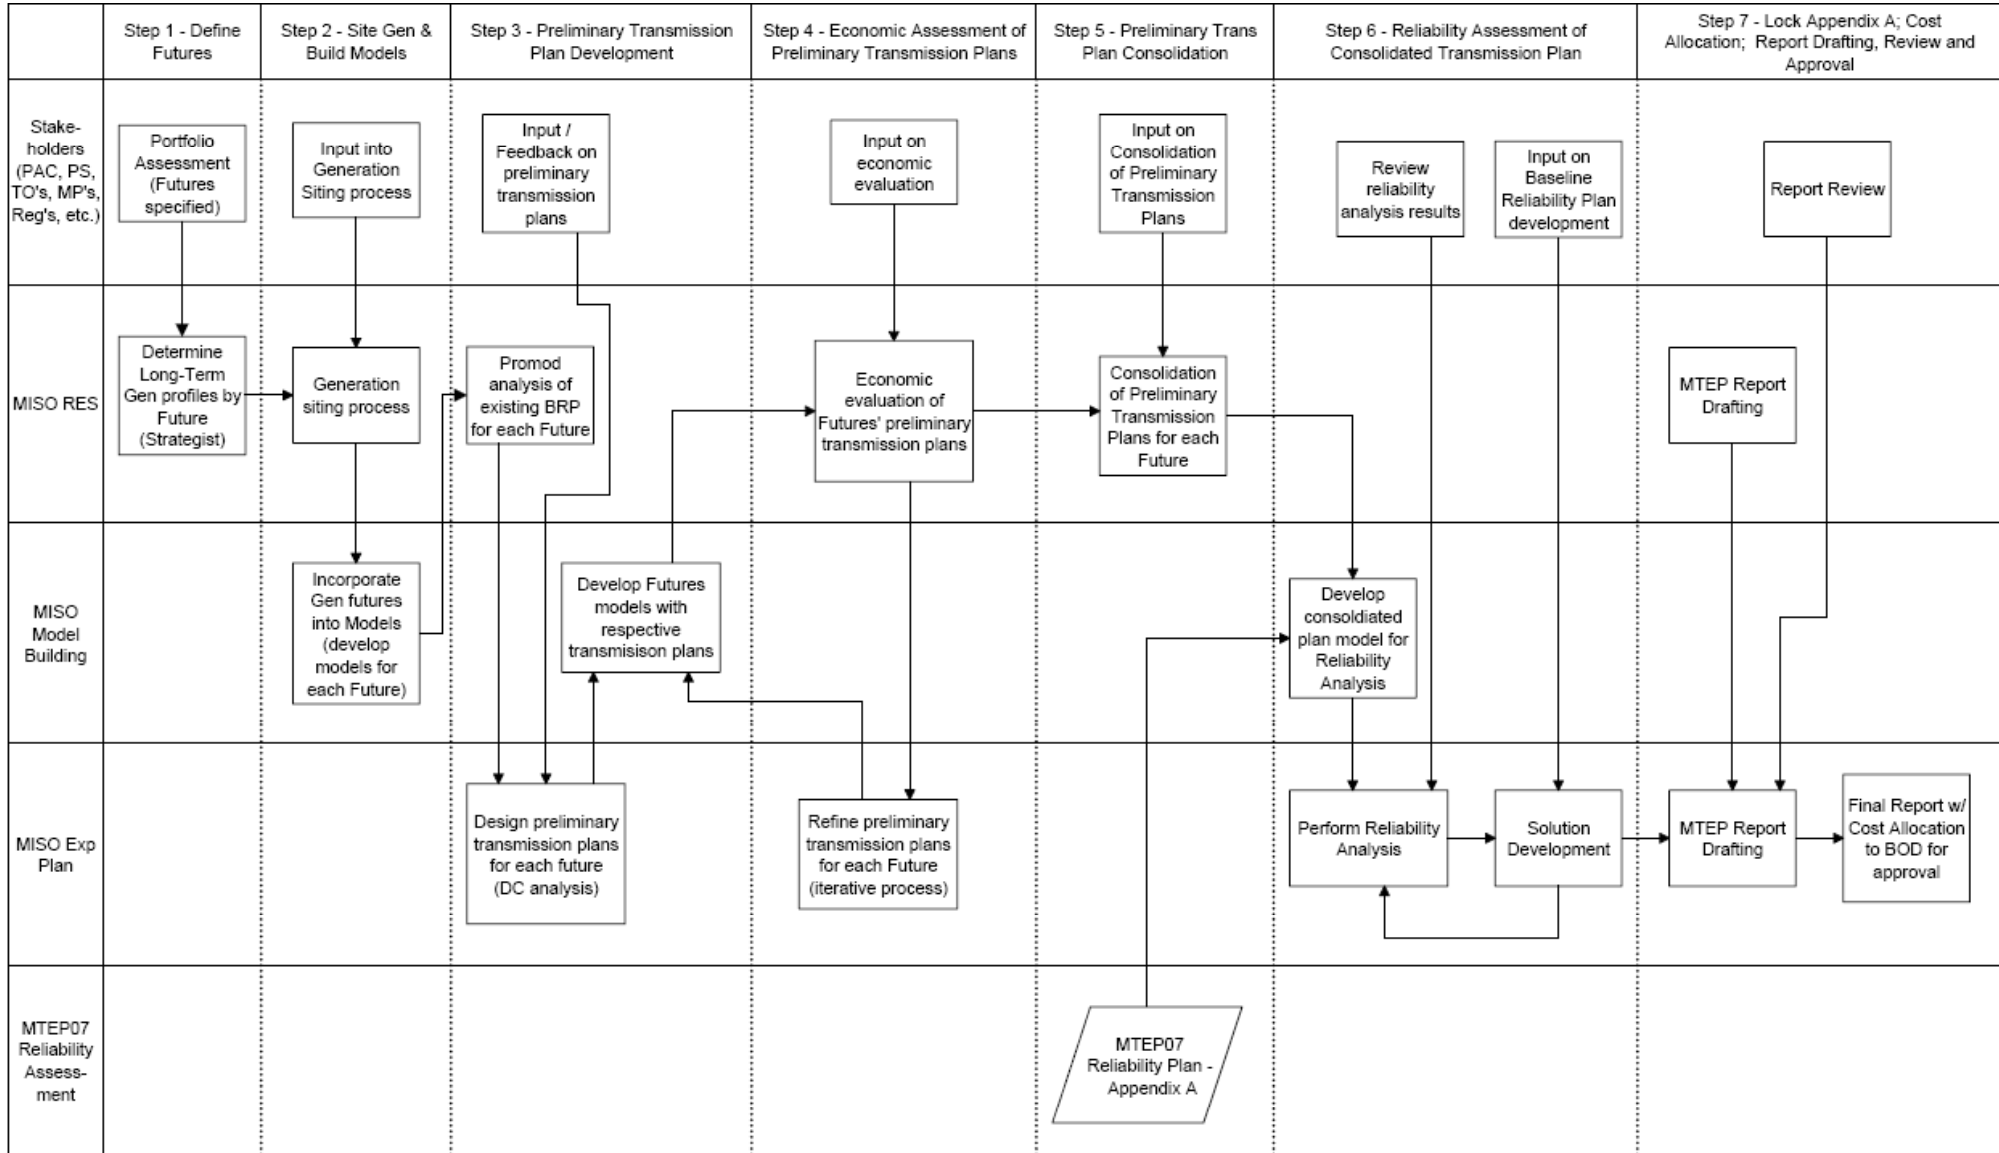 Step 1 - Define
Futures
Step 2 - Site Gen &
Build Models
Step 3 - Preliminary Transmission
Plan Development
Step 4 - Economic Assessment of
Preliminary Transmission Plans
Step 5 - Preliminary Trans
Plan Consolidation
Step 6 - Reliability Assessment of
Consolidated Transmission Plan
Step 7 - Lock Appendix A; Cost
Allocation; Report Drafting, Review and
Approval
Stake-
holders
(PAC, PS,
TO's, MP's,
Reg's, etc.)
Portfolio
Assessment
(Futures
specified)
Input into
Generation
Siting process
Input /
Feedback on
preliminary
transmission
plans
Input on
economic
evaluation
Input on
Consolidation
of Preliminary
Transmission
Plans
Review
reliability
analysis results
Input on
Baseline
Reliability Plan
development
Report Review
MISO RES
Determine
Long-Term
Gen profiles by
Future
(Strategist)
Generation
siting process
Promod
analysis of
existing BRP
for each Future
Economic
evaluation of
Futures' preliminary
transmission plans
Consolidation
of Preliminary
Transmission
Plans for each
Future
MTEP Report
Drafting
MISO
Model
Building
Incorporate
Gen futures
into Models
(develop
models for
each Future)
Develop Futures
models with
respective
transmisison plans
Develop
consoldiated
plan model for
Reliability
Analysis
MISO Exp
Plan
Design preliminary
transmission plans
for each future
(DC analysis)
Refine preliminary
transmission plans
for each Future
(iterative process)
Perform Reliability
Analysis
Solution
Development
MTEP Report
Drafting
Final Report w/
Cost Allocation
to BOD for
approval
MTEP07
Reliability
Assess-
ment
MTEP07
Reliability Plan -
Appendix A